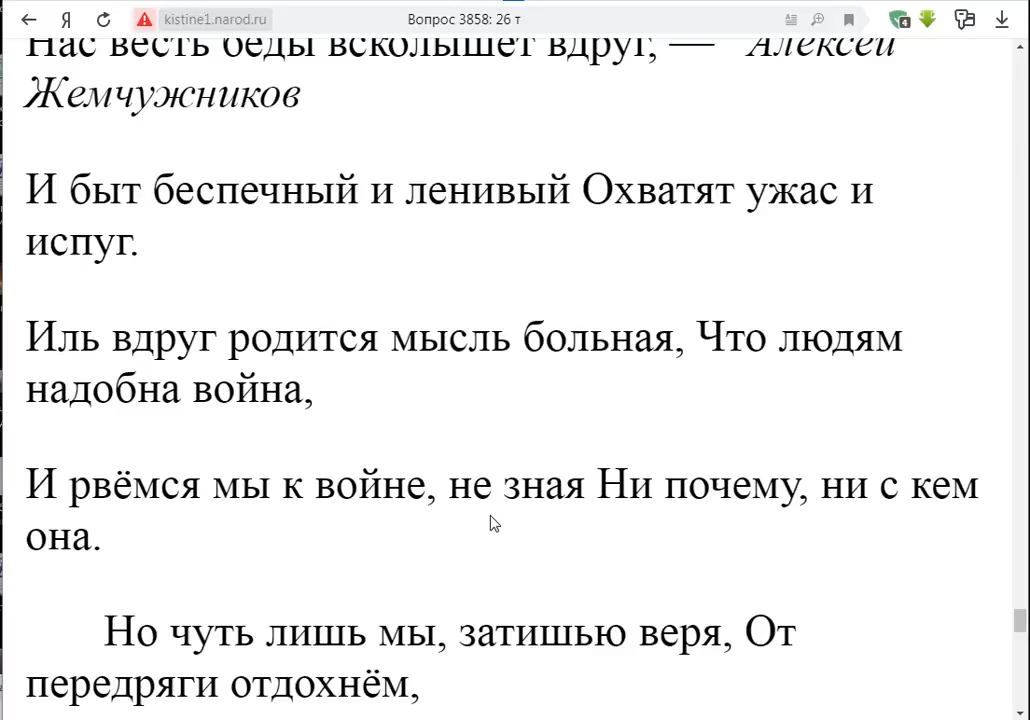 kistine1.narod.ru
Вопрос 3858: 26 т
4
Нас весть беды всколышет вдруг, — Алексей
Жемчужников
И быт беспечный и ленивый Охватят ужас и
испуг.
Иль вдруг родится мысль больная, Что людям
надобна война,
И рвёмся мы к войне, не зная Ни почему, ни с кем
она.
Но чуть лишь мы, затишью веря, От
передряги отдохнём,